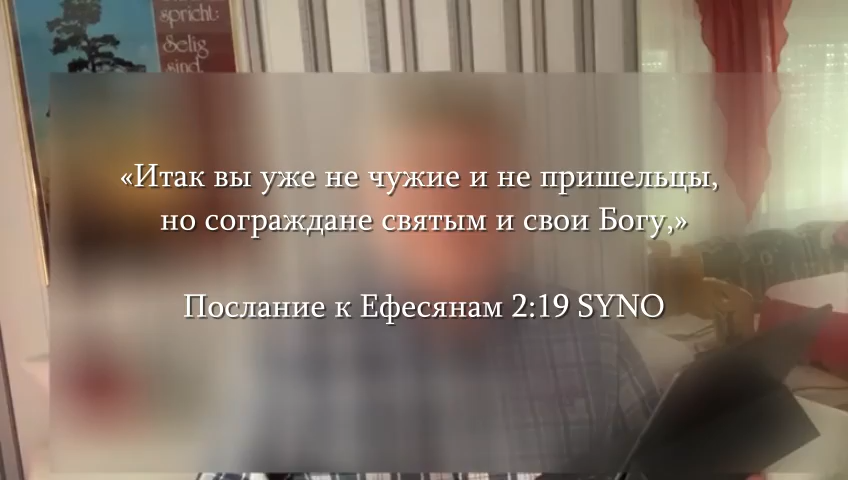 spricht:
Selig
sind
«Итак вы уже не чужие и не пришельцы,
но сограждане святым и свои Богу,»
Послание к Ефесянам 2:19 SYNO